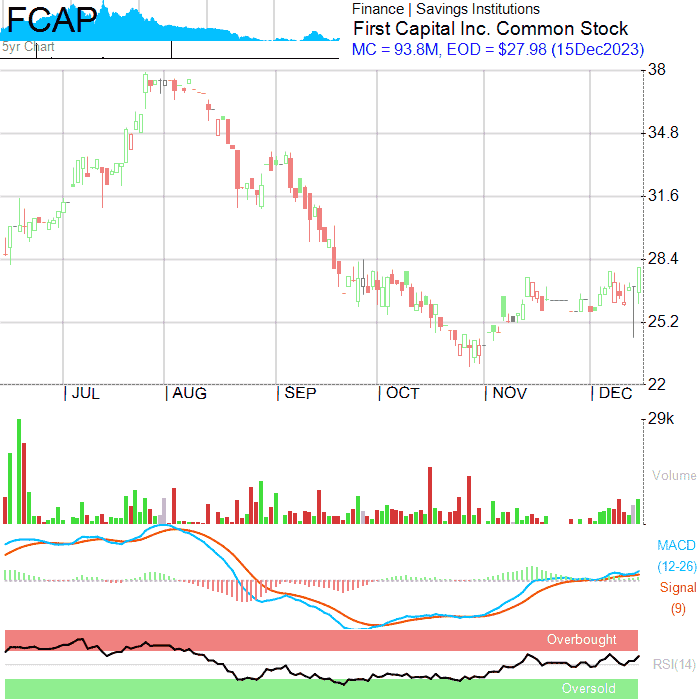 FCAP
5yr Chart
Finance | Savings Institutions
First Capital Inc. Common Stock
MC = 93.8M, EOD = $27.98 (15Dec2023)
38
34.8
31.6
28.4
25.2
22
JUL AUG SEP OCT NOV DEC
29k
Volume
MACD
(12-26)
Signal
(9)
Overbought
RSI(14)
Oversold